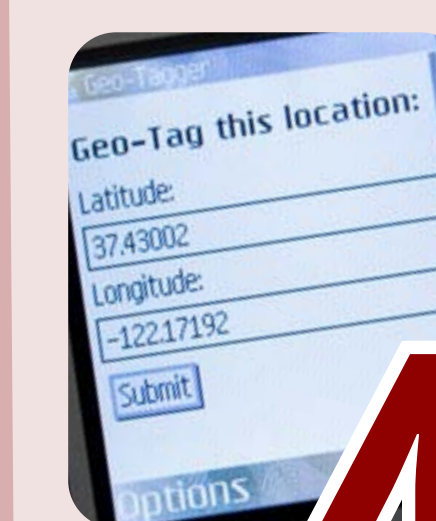 Geo-Tagger
Geo-Tag this location:
Latitude:
37.43002
Longitude:
-122.17192
Submit
Options